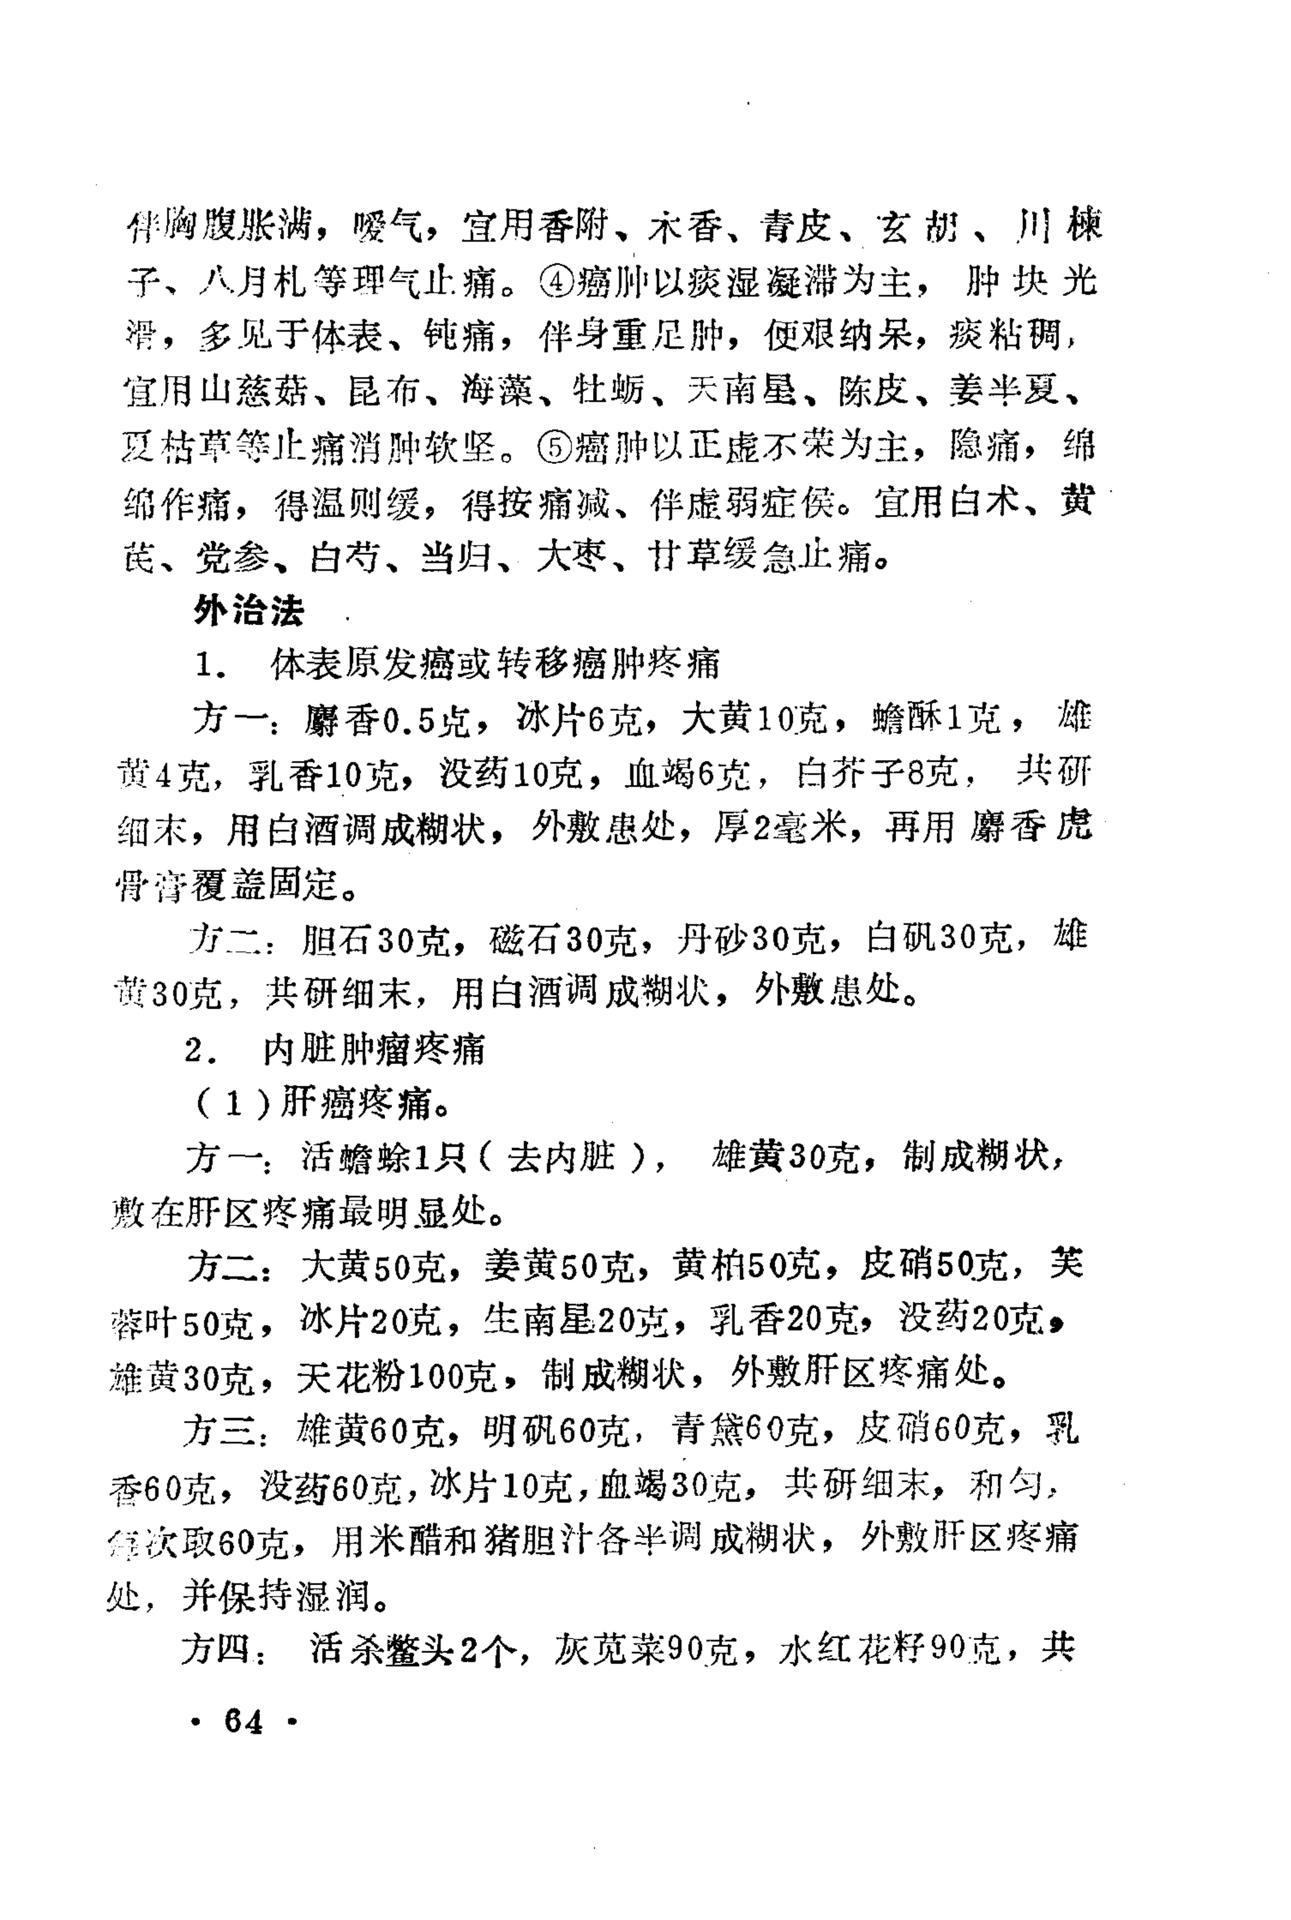 伴胸腹胀满，嗳气，宜用香附、木香、青皮、玄胡、川楝
子、八月札等理气止痛。④癌肿以痰湿凝滞为主，肿块光
滑，多见于体表、钝痛，伴身重足肿，便艰纳呆，痰粘稠，
宜用山慈菇、昆布、海藻、牡蛎、天南星、陈皮、姜半夏、
夏枯草等止痛消肿软坚。⑤癌肿以正虚不荣为主，隐痛，绵
绵作痛，得温则缓，得按痛减、伴虚弱症侯。宜用白术、黄
芪、党参、白芍、当归、大枣、甘草缓急止痛。
外治法
1. 体表原发癌或转移癌肿疼痛
方一：麝香0.5克，冰片6克，大黄10克，蟾酥1克，雄
黄4克，乳香10克，没药10克，血竭6克，白芥子8克，共研
细末，用白酒调成糊状，外敷患处，厚2毫米，再用麝香虎
骨膏覆盖固定。
方二：胆石30克，磁石30克，丹砂30克，白矾30克，雄
黄30克，共研细末，用白酒调成糊状，外敷患处。
2. 内脏肿瘤疼痛
(1)肝癌疼痛。
方一：活蟾蜍1只(去内脏)，雄黄30克，制成糊状，
敷在肝区疼痛最明显处。
方二：大黄50克，姜黄50克，黄柏50克，皮硝50克，芙
蓉叶50克，冰片20克，生南星20克，乳香20克，没药20克，
雄黄30克，天花粉100克，制成糊状，外敷肝区疼痛处。
方三：雄黄60克，明矾60克，青黛60克，皮硝60克，乳
香60克，没药60克，冰片10克，血竭30克，共研细末，和匀，
每次取60克，用米醋和猪胆汁各半调成糊状，外敷肝区疼痛
处，并保持湿润。
方四：活杀鳖头2个，灰苋菜90克，水红花籽90克，共
· 64 ·